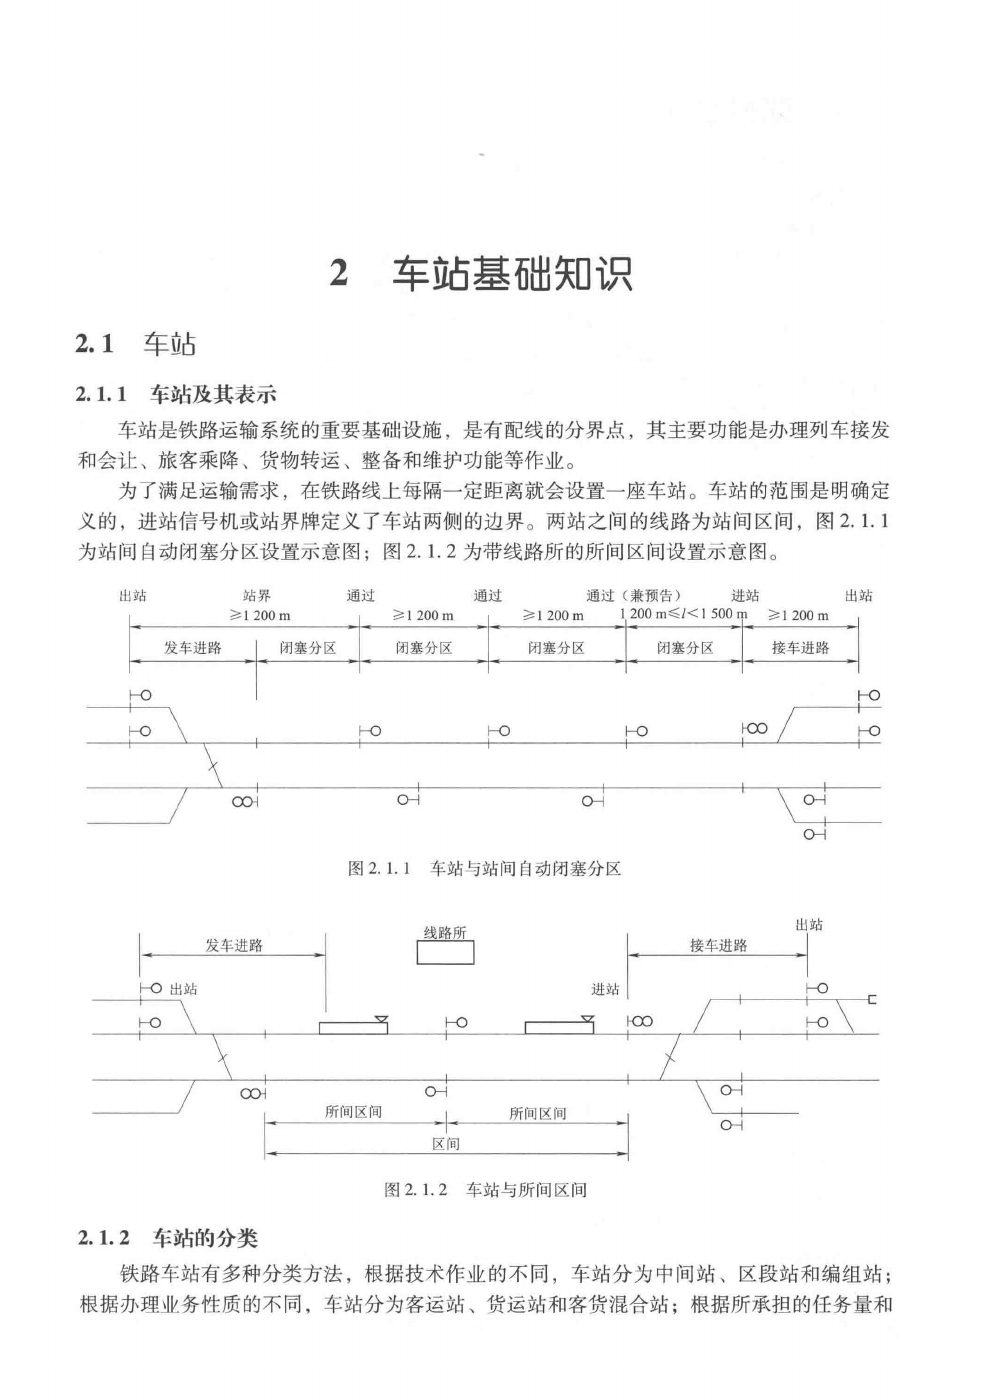 2 车站基础知识
2.1 车站
2.1.1 车站及其表示
车站是铁路运输系统的重要基础设施，是有配线的分界点，其主要功能是办理列车接发
和会让、旅客乘降、货物转运、整备和维护功能等作业。
为了满足运输需求，在铁路线上每隔一定距离就会设置一座车站。车站的范围是明确定
义的，进站信号机或站界牌定义了车站两侧的边界。两站之间的线路为站间区间，图2.1.1
为站间自动闭塞分区设置示意图；图2.1.2为带线路所的所间区间设置示意图。
出站 站界 通过 通过 通过（兼预告） 进站 出站
≥1 200 m ≥1 200 m ≥1 200 m 1 200 m≤l<1 500 m ≥1 200 m
发车进路 闭塞分区 闭塞分区 闭塞分区 闭塞分区 接车进路
图2.1.1 车站与站间自动闭塞分区
出站
线路所
发车进路 接车进路
出站 进站
所间区间 所间区间
区间
图2.1.2 车站与所间区间
2.1.2 车站的分类
铁路车站有多种分类方法，根据技术作业的不同，车站分为中间站、区段站和编组站；
根据办理业务性质的不同，车站分为客运站、货运站和客货混合站；根据所承担的任务量和